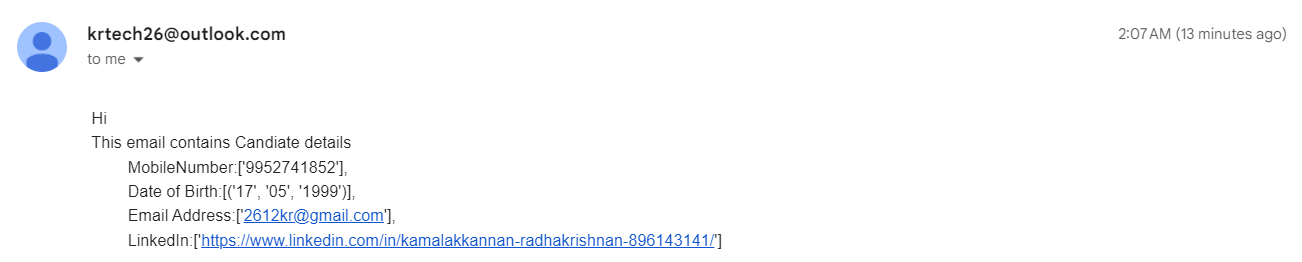 krtech26@outlook.com
2:07 AM (13 minutes ago)
to me
Hi
This email contains Candiate details
MobileNumber:['9952741852'],
Date of Birth:[('17', '05', '1999')],
Email Address:['2612kr@gmail.com'],
LinkedIn:['https://www.linkedin.com/in/kamalakkannan-radhakrishnan-896143141/']